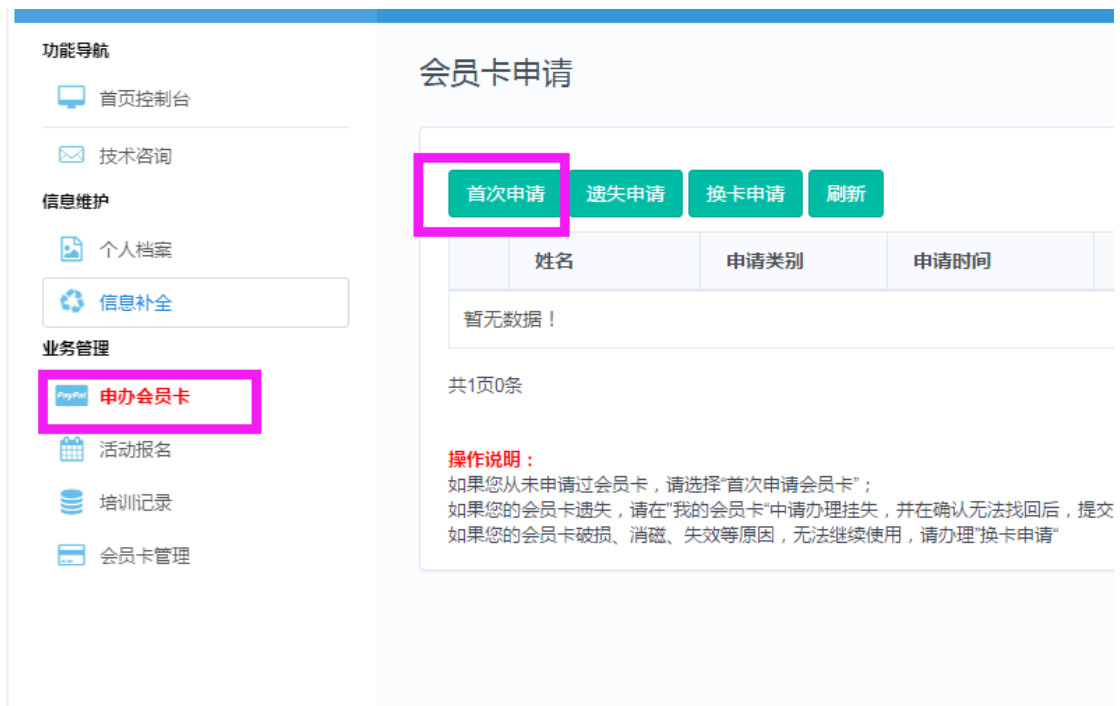 功能导航
首页控制台
技术咨询
信息维护
个人档案
信息补全
业务管理
PayPal 申办会员卡
活动报名
培训记录
会员卡管理
会员卡申请
首次申请 遗失申请 换卡申请 刷新
姓名 申请类别 申请时间
暂无数据！
共1页0条
操作说明：
如果您从未申请过会员卡，请选择“首次申请会员卡”；
如果您的会员卡遗失，请在”我的会员卡“中请办理挂失，并在确认无法找回后，提交
如果您的会员卡破损、消磁、失效等原因，无法继续使用，请办理”换卡申请“